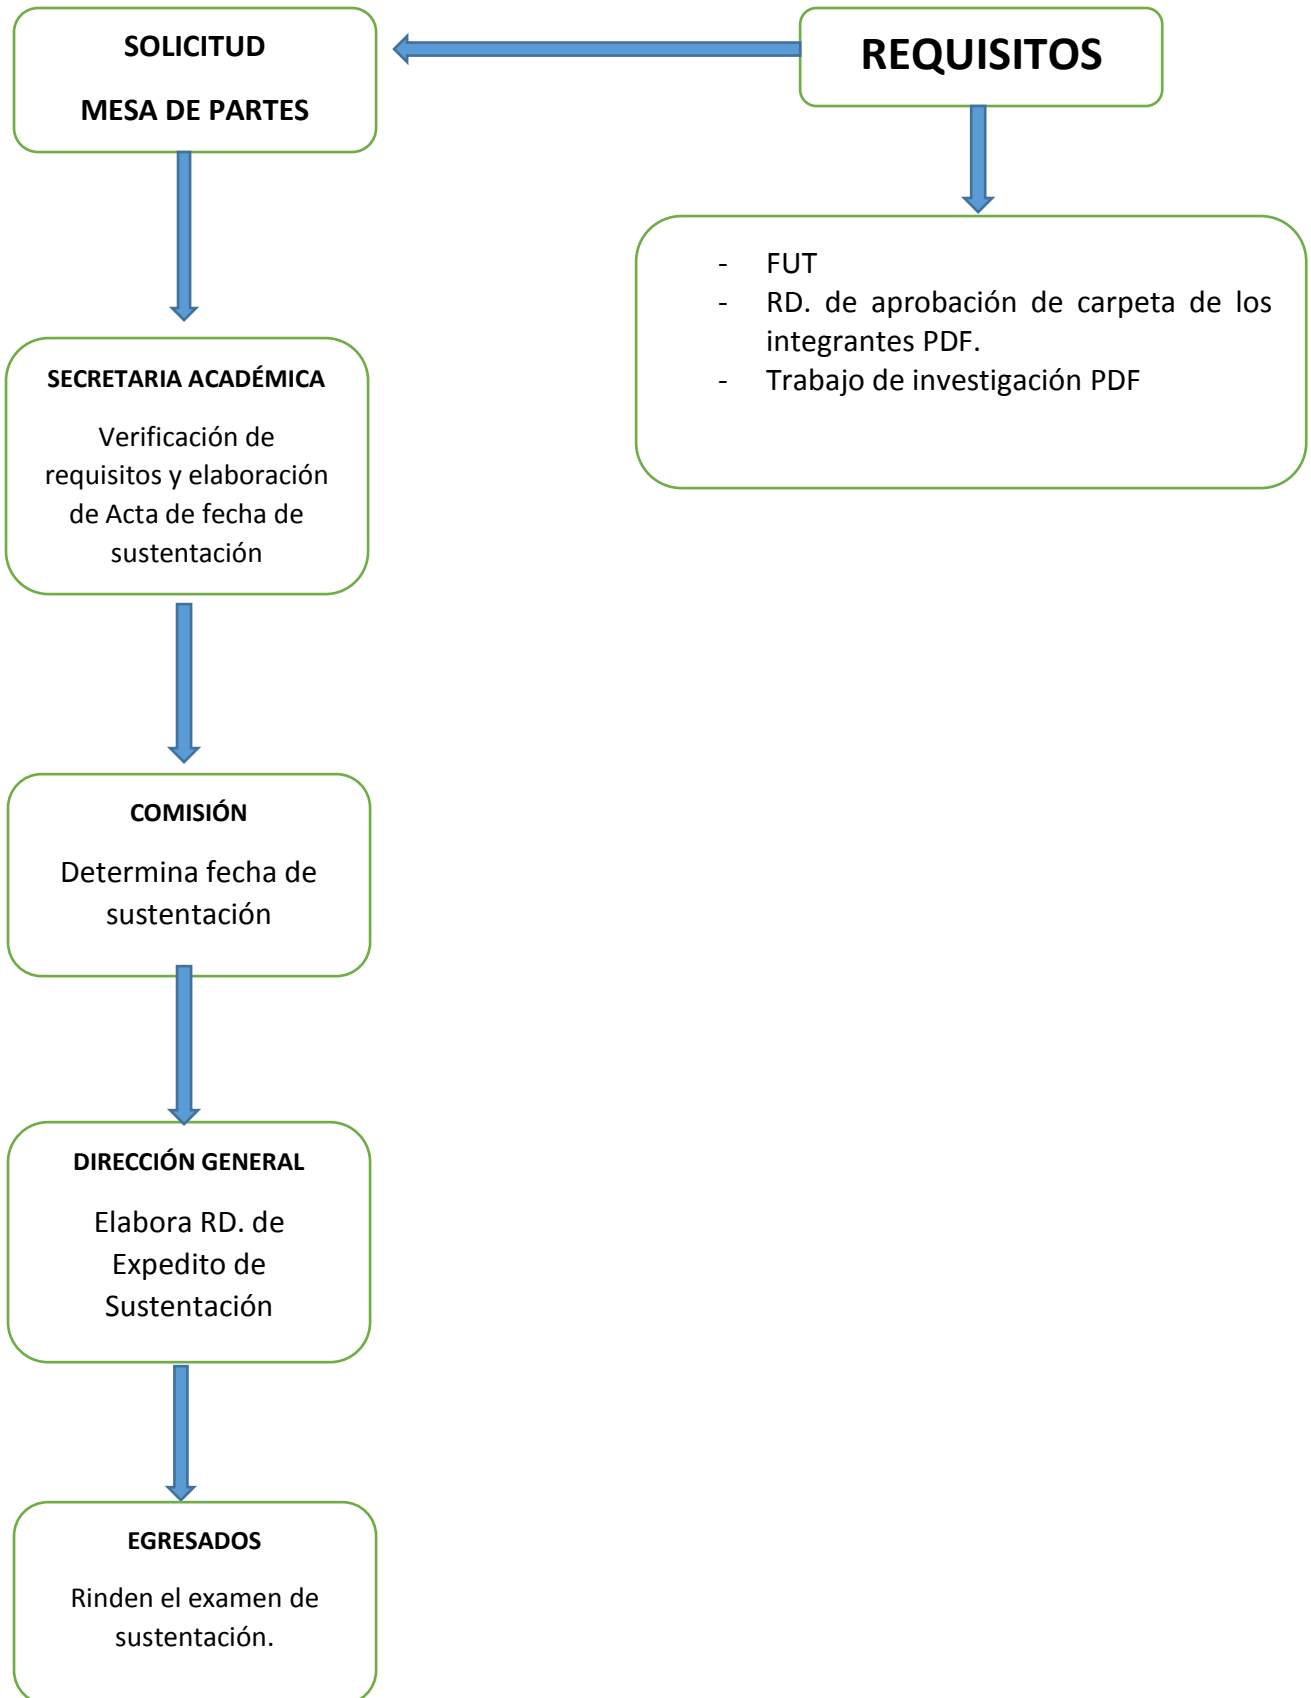 SOLICITUD
MESA DE PARTES
REQUISITOS
- FUT
- RD. de aprobación de carpeta de los
integrantes PDF.
- Trabajo de investigación PDF
SECRETARIA ACADÉMICA
Verificación de
requisitos y elaboración
de Acta de fecha de
sustentación
COMISIÓN
Determina fecha de
sustentación
DIRECCIÓN GENERAL
Elabora RD. de
Expedito de
Sustentación
EGRESADOS
Rinden el examen de
sustentación.